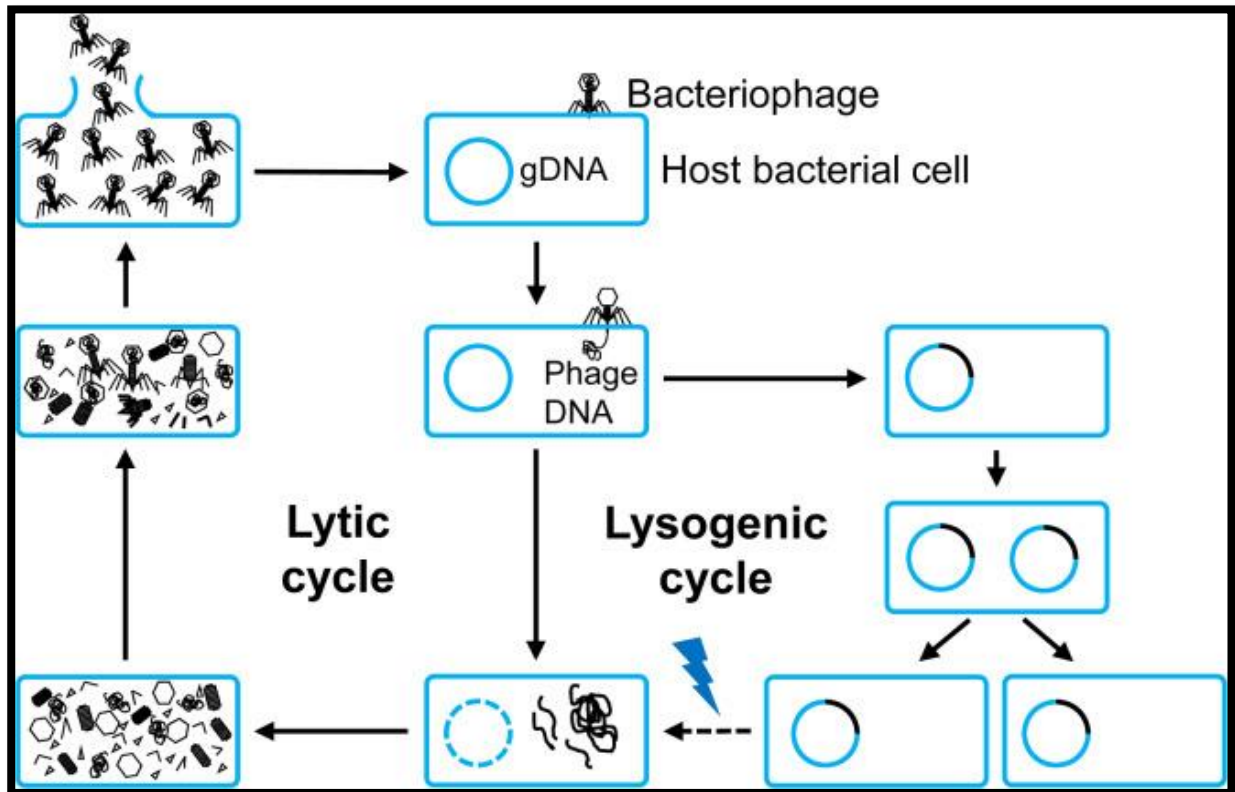 Bacteriophage
gDNA
Host bacterial cell
Phage
DNA
Lytic
cycle
Lysogenic
cycle